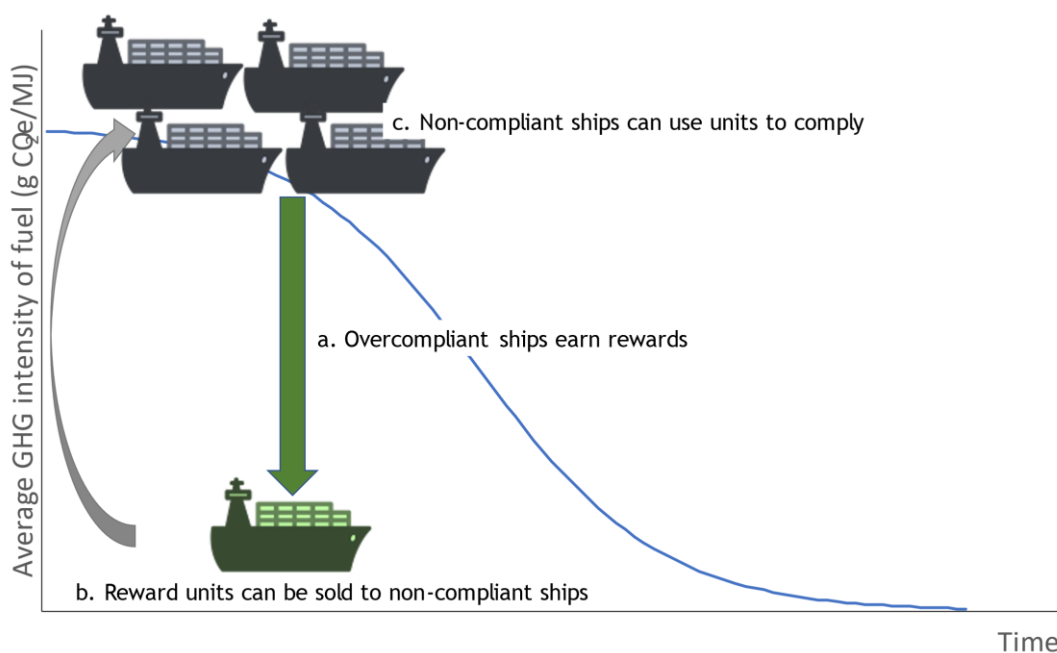 Average GHG intensity of fuel (g CO2e/MJ)
c. Non-compliant ships can use units to comply
a. Overcompliant ships earn rewards
b. Reward units can be sold to non-compliant ships
Time